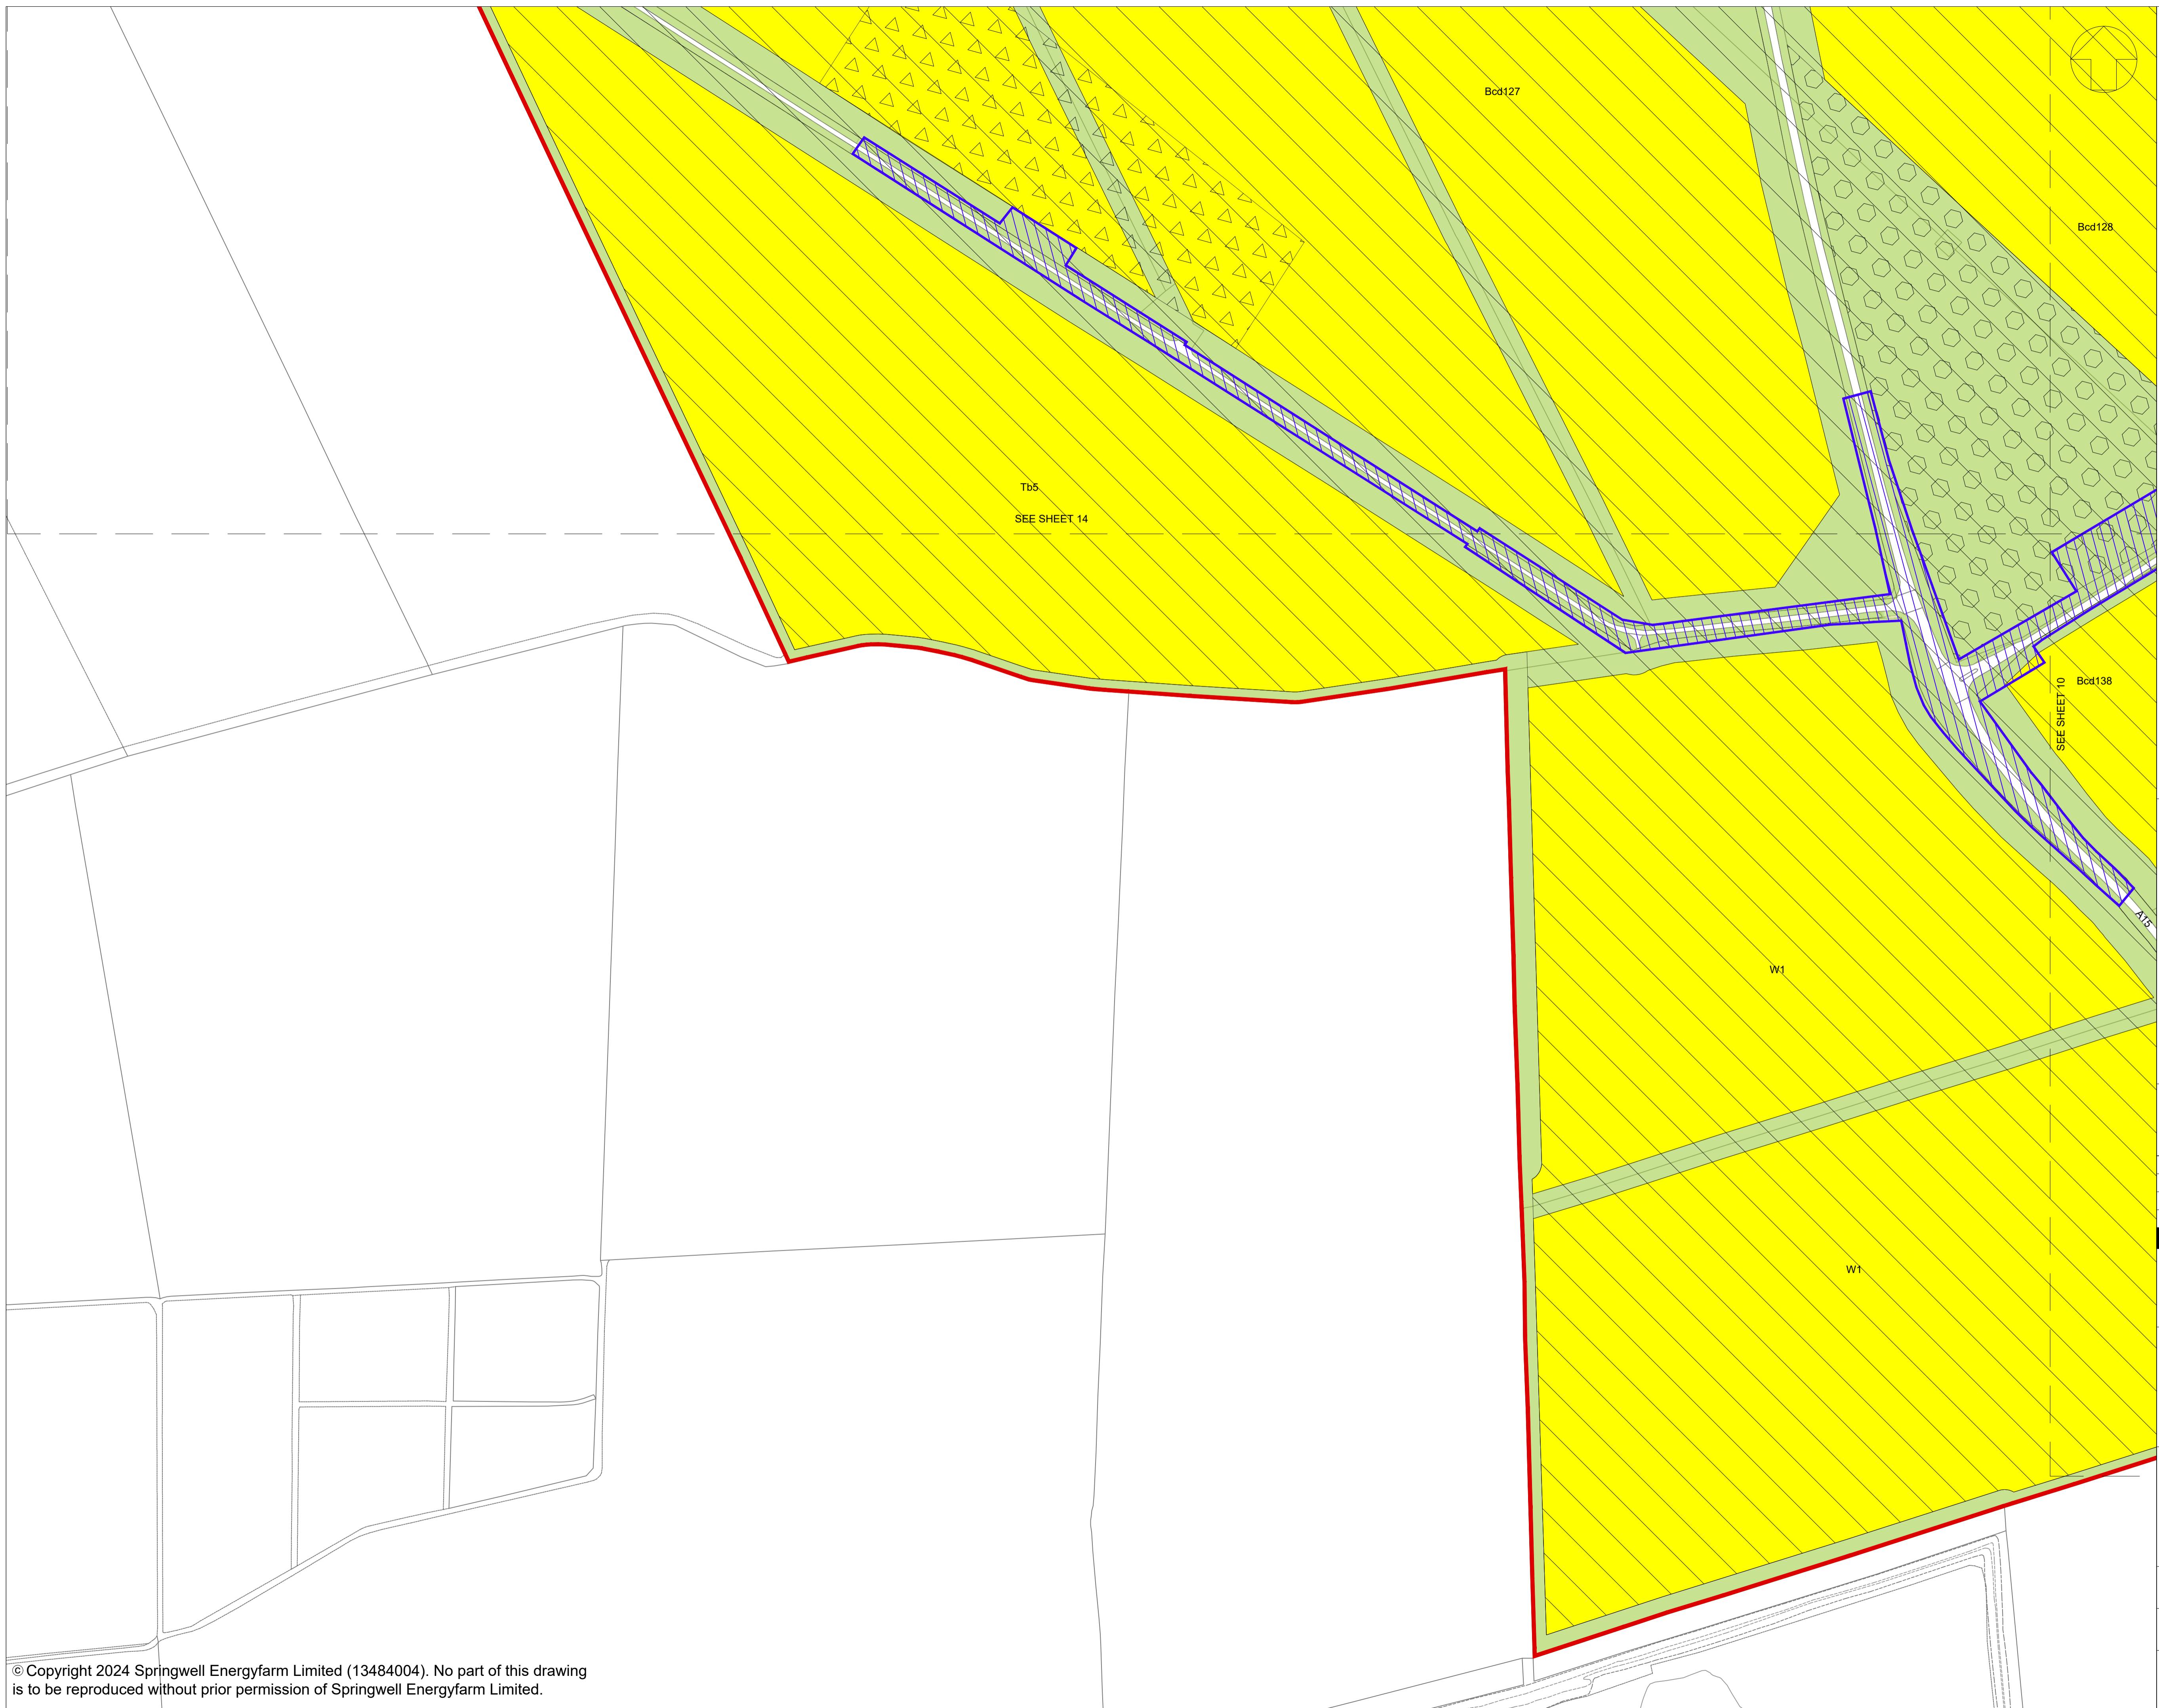 Bcd127
Bcd128
Tb5
SEE SHEET 14
Bcd138
SEE SHEET 10
A15
W1
W1
© Copyright 2024 Springwell Energyfarm Limited (13484004). No part of this drawing
is to be reproduced without prior permission of Springwell Energyfarm Limited.